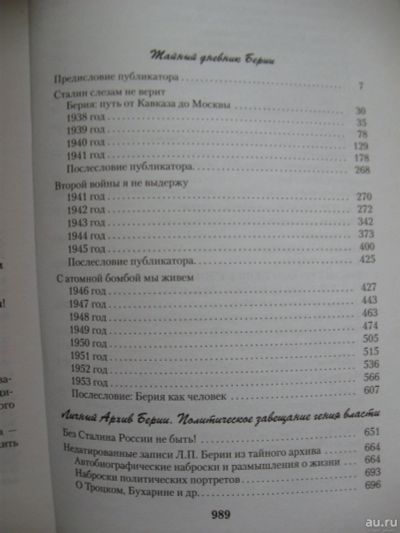 Тайный дневник Берии
Предисловие публикатора 7
Сталин слезам не верит
Берия: путь от Кавказа до Москвы 30
1938 год 35
1939 год 78
1940 год 129
1941 год 178
Послесловие публикатора. 268
Второй войны я не выдержу
1941 год 270
1942 год 272
1943 год 342
1944 год 373
1945 год 400
Послесловие публикатора. 425
С атомной бомбой мы живем
1946 год 427
1947 год 443
1948 год 463
1949 год 474
1950 год 505
1951 год 515
1952 год 536
1953 год 566
Послесловие: Берия как человек 607
Личный Архив Берии. Политическое завещание гения власти
Без Сталина России не быть! 651
Недатированные записи Л.П. Берии из тайного архива 664
Автобиографические наброски и размышления о жизни 664
Наброски политических портретов 693
О Троцком, Бухарине и др. 696
989
au.ru